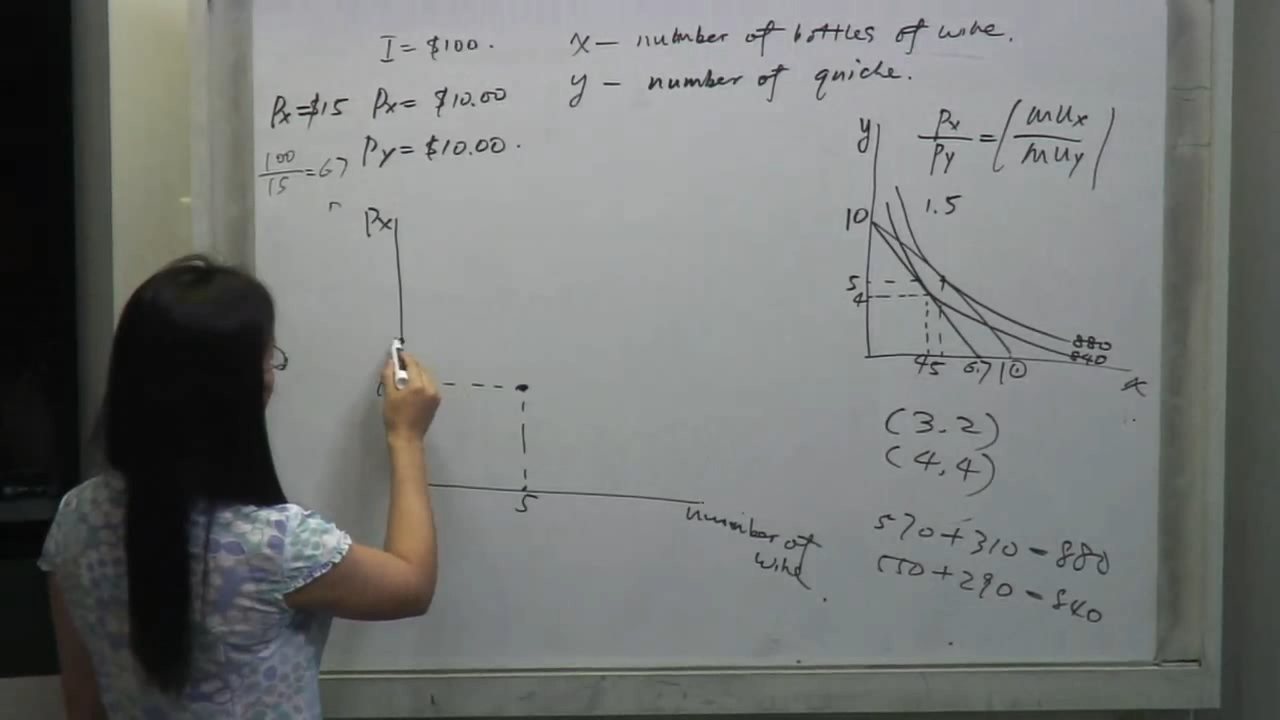 I = $100.
x — number of bottles of wine.
y — number of quiche.
Px=$15 Px = $10.00
Py = $10.00.
100/15 = 67
Px
5
number of
wine
y
Px/Py = (MUx/MUy)
1.5
10
5
4
880
840
4 5 6.7 10
x
(3.2)
(4,4)
570+310-880
550+290-840